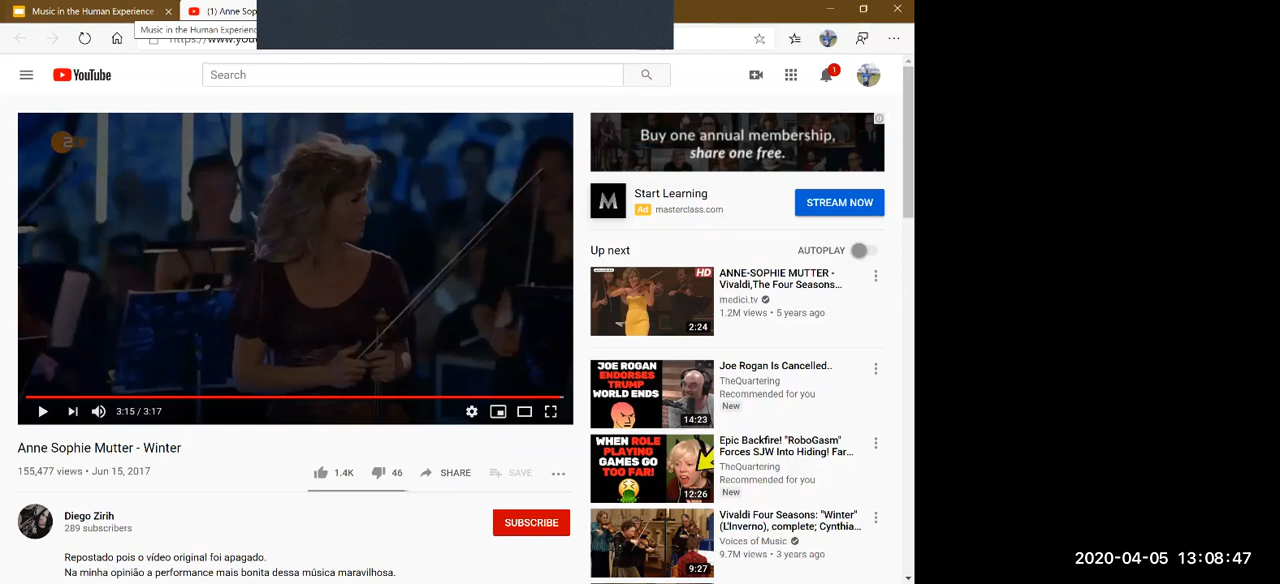 Music in the Human Experience
(1) Anne Sop
Music in the Human Experienc
YouTube
Search
1
2
3:15 / 3:17
Anne Sophie Mutter - Winter
155,477 views • Jun 15, 2017
1.4K
46
SHARE
SAVE
Diego Zirih
289 subscribers
SUBSCRIBE
Repostado pois o vídeo original foi apagado.
Na minha opinião a performance mais bonita dessa música maravilhosa.
Buy one annual membership,
share one free.
M
Start Learning
Ad masterclass.com
STREAM NOW
Up next
AUTOPLAY
HD
2:24
ANNE-SOPHIE MUTTER -
Vivaldi,The Four Seasons...
medici.tv
1.2M views • 5 years ago
JOE ROGAN
ENDORSES
TRUMP
WORLD ENDS
14:23
Joe Rogan Is Cancelled..
TheQuartering
Recommended for you
New
WHEN ROLE
PLAYING
GAMES GO
TOO FAR!
12:26
Epic Backfire! "RoboGasm"
Forces SJW Into Hiding! Far...
TheQuartering
Recommended for you
New
9:27
Vivaldi Four Seasons: "Winter"
(L'Inverno), complete; Cynthia...
Voices of Music
9.7M views • 3 years ago
2020-04-05 13:08:47